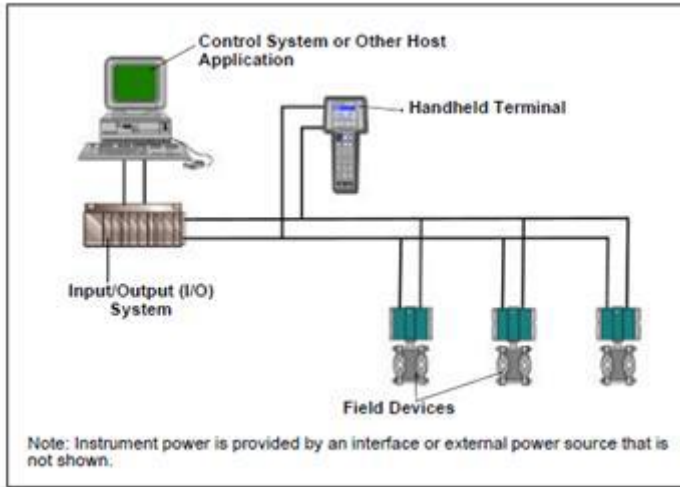 Control System or Other Host
Application
Handheld Terminal
Input/Output (I/O)
System
Field Devices
Note: Instrument power is provided by an interface or external power source that is
not shown.